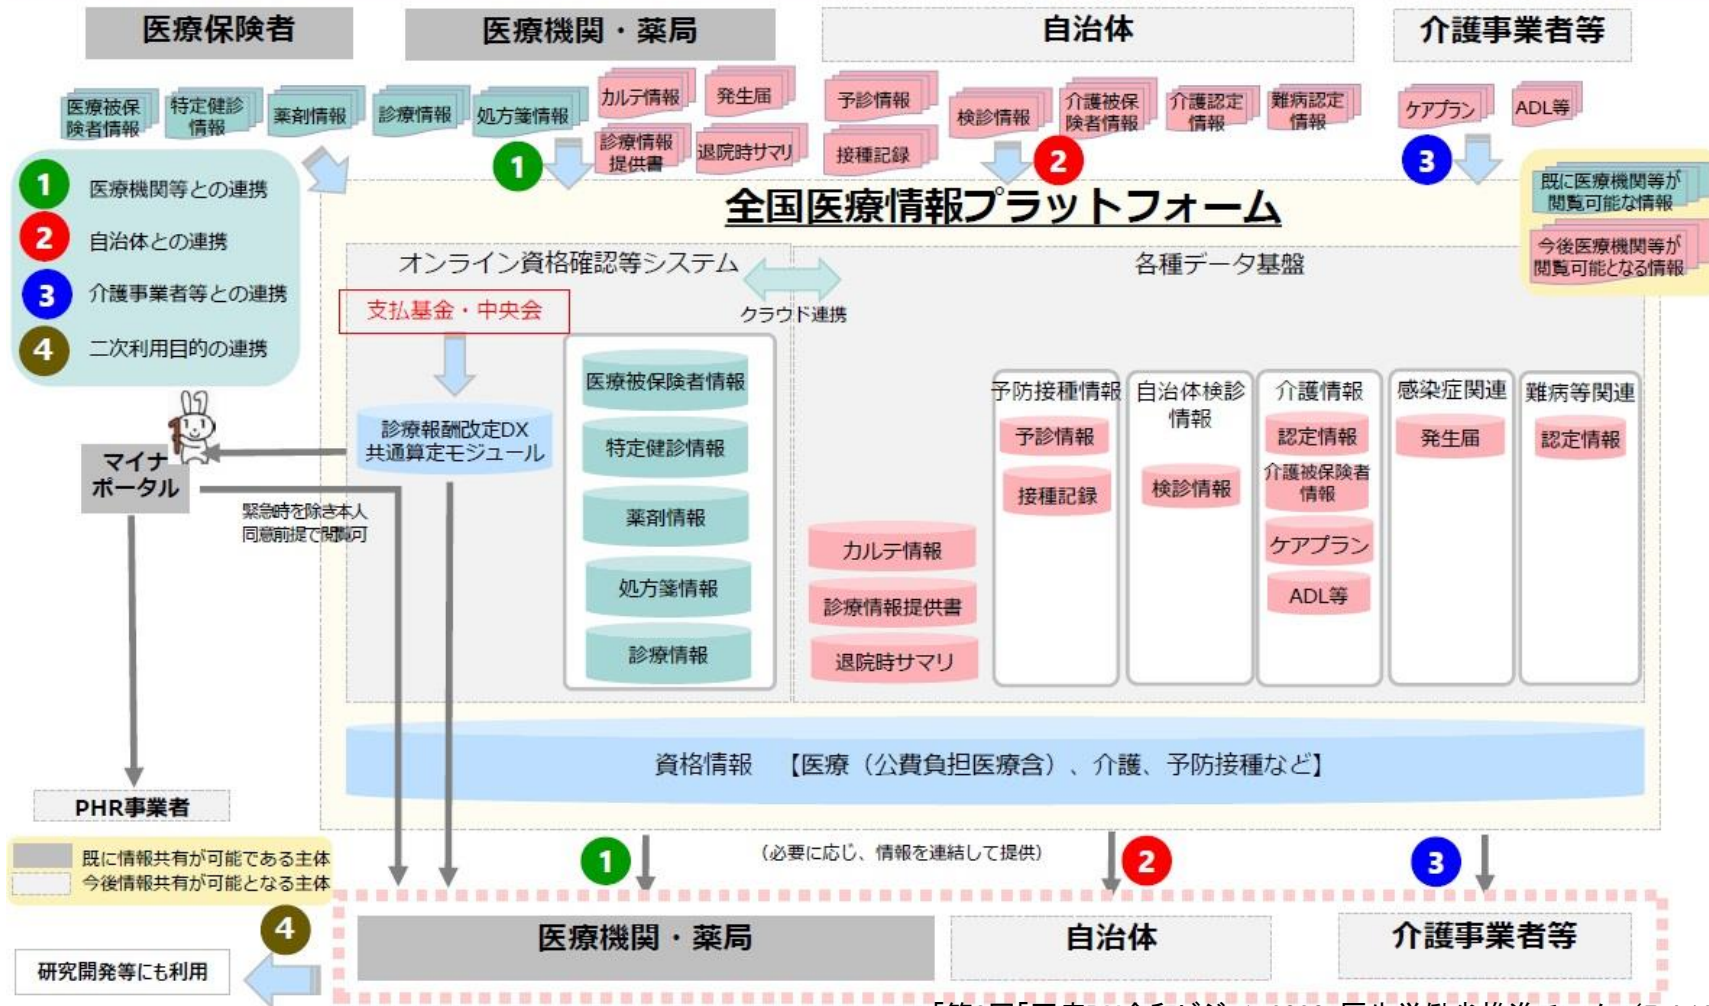 医療保険者
医療機関・薬局
自治体
介護事業者等
医療被保
険者情報
特定健診
情報
薬剤情報
診療情報
処方箋情報
カルテ情報
発生届
診療情報
提供書
退院時サマリ
予診情報
接種記録
検診情報
介護被保
険者情報
介護認定
情報
難病認定
情報
ケアプラン
ADL等
1
2
3
1 医療機関等との連携
2 自治体との連携
3 介護事業者等との連携
4 二次利用目的の連携
既に医療機関等が
閲覧可能な情報
今後医療機関等が
閲覧可能となる情報
全国医療情報プラットフォーム
オンライン資格確認等システム
各種データ基盤
クラウド連携
支払基金・中央会
診療報酬改定DX
共通算定モジュール
医療被保険者情報
特定健診情報
薬剤情報
処方箋情報
診療情報
カルテ情報
診療情報提供書
退院時サマリ
予防接種情報
予診情報
接種記録
自治体検診
情報
検診情報
介護情報
認定情報
介護被保険者
情報
ケアプラン
ADL等
感染症関連
発生届
難病等関連
認定情報
マイナ
ポータル
緊急時を除き本人
同意前提で閲覧可
資格情報 【医療（公費負担医療含）、介護、予防接種など】
PHR事業者
既に情報共有が可能である主体
今後情報共有が可能となる主体
1
（必要に応じ、情報を連結して提供）
2
3
4
医療機関・薬局
自治体
介護事業者等
研究開発等にも利用